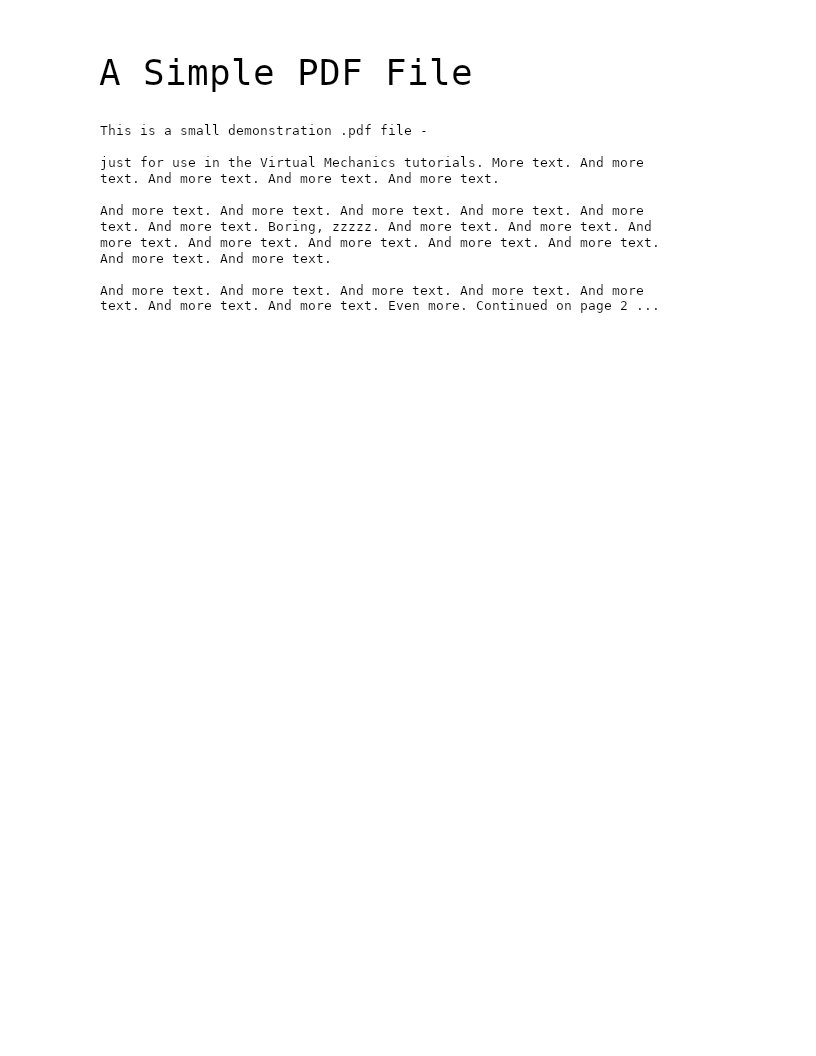 A Simple PDF File
This is a small demonstration .pdf file -
just for use in the Virtual Mechanics tutorials. More text. And more
text. And more text. And more text. And more text.
And more text. And more text. And more text. And more text. And more
text. And more text. Boring, zzzzz. And more text. And more text. And
more text. And more text. And more text. And more text. And more text.
And more text. And more text.
And more text. And more text. And more text. And more text. And more
text. And more text. And more text. Even more. Continued on page 2 ...